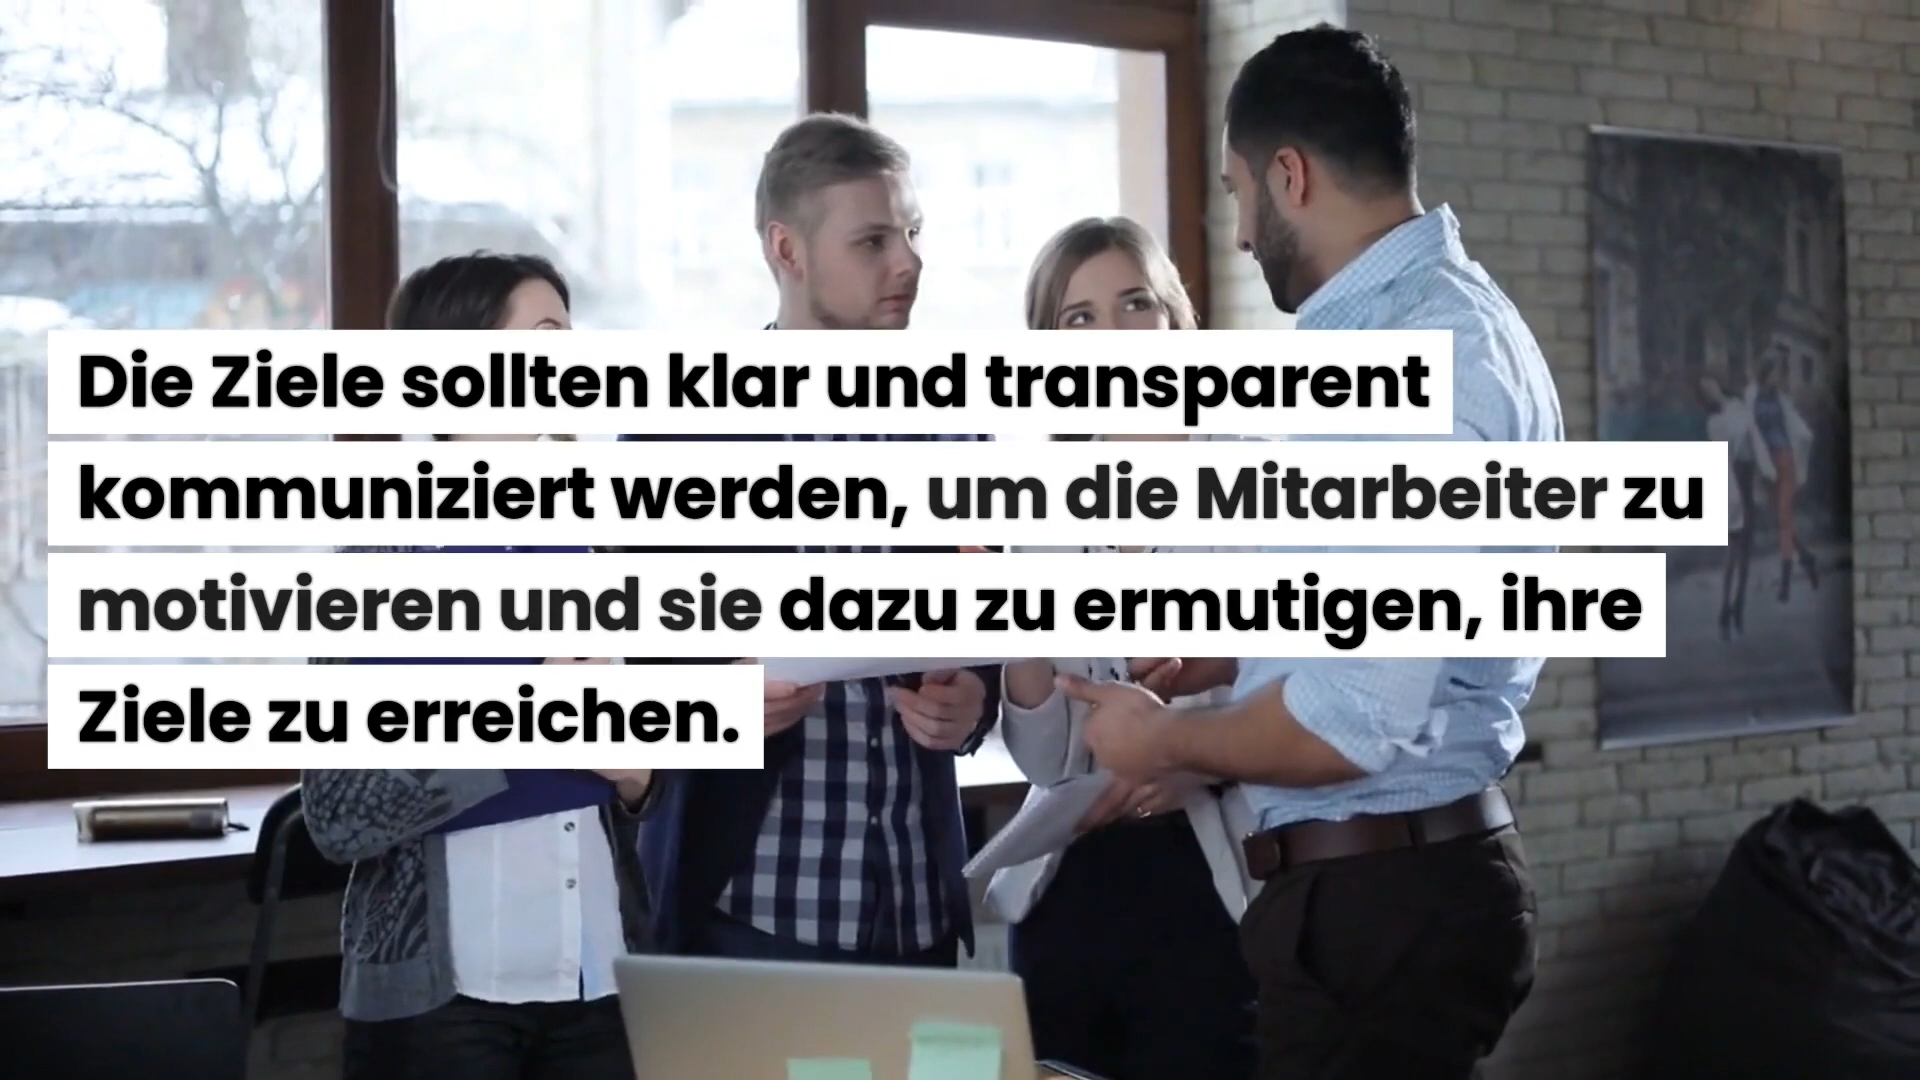 Die Ziele sollten klar und transparent
kommuniziert werden, um die Mitarbeiter zu
motivieren und sie dazu zu ermutigen, ihre
Ziele zu erreichen.